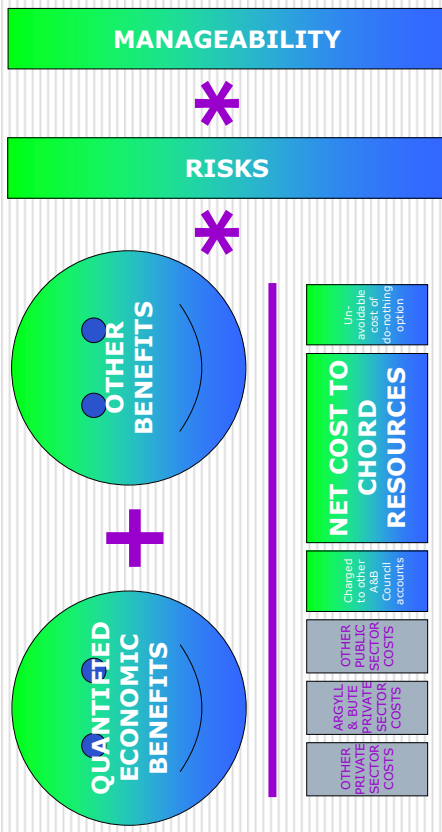 MANAGEABILITY
*
RISKS
*
OTHER
BENEFITS
+
QUANTIFIED
ECONOMIC
BENEFITS
Un-
avoidable
cost of
do-nothing
option
NET COST TO
CHORD
RESOURCES
Charged
to other
A&B
Council
accounts
OTHER
PUBLIC
SECTOR
COSTS
ARGYLL
& BUTE
PRIVATE
SECTOR
COSTS
OTHER
PRIVATE
SECTOR
COSTS